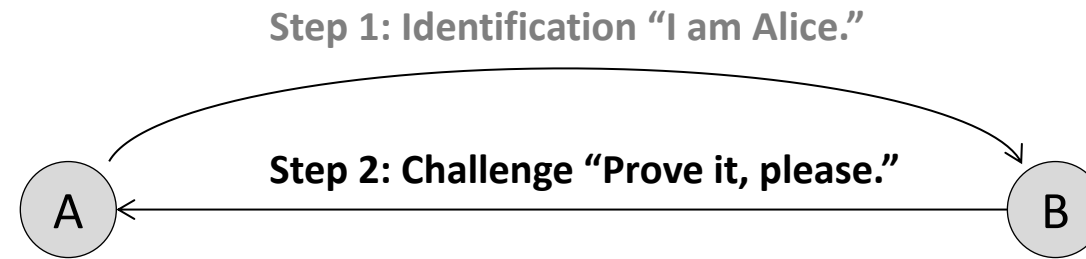 Step 1: Identification “I am Alice.”
Step 2: Challenge “Prove it, please.”
A
B